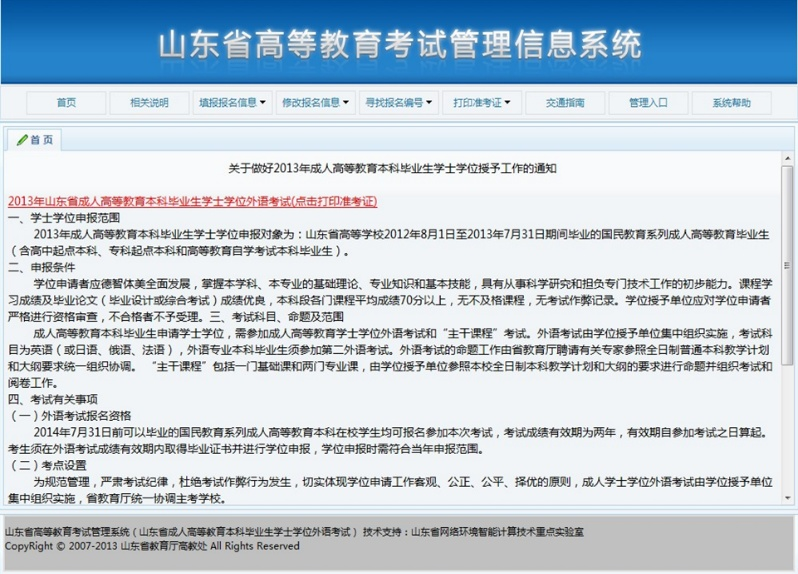 山东省高等教育考试管理信息系统
首页 相关说明 填报报名信息 修改报名信息 寻找报名编号 打印准考证 交通指南 管理入口 系统帮助
首 页
关于做好2013年成人高等教育本科毕业生学士学位授予工作的通知
2013年山东省成人高等教育本科毕业生学士学位外语考试(点击打印准考证)
一、学士学位申报范围
2013年成人高等教育本科毕业生学士学位申报对象为：山东省高等学校2012年8月1日至2013年7月31日期间毕业的国民教育系列成人高等教育毕业生
（含高中起点本科、专科起点本科和高等教育自学考试本科毕业生）。
二、申报条件
学位申请者应德智体美全面发展，掌握本学科、本专业的基础理论、专业知识和基本技能，具有从事科学研究和担负专门技术工作的初步能力。课程学
习成绩及毕业论文（毕业设计或综合考试）成绩优良，本科段各门课程平均成绩70分以上，无不及格课程，无考试作弊记录。学位授予单位应对学位申请者
严格进行资格审查，不合格者不予受理。三、考试科目、命题及范围
成人高等教育本科毕业生申请学士学位，需参加成人高等教育学士学位外语考试和“主干课程”考试。外语考试由学位授予单位集中组织实施，考试科
目为英语（或日语、俄语、法语），外语专业本科毕业生须参加第二外语考试。外语考试的命题工作由省教育厅聘请有关专家参照全日制普通本科教学计划
和大纲要求统一组织协调。 “主干课程”包括一门基础课和两门专业课，由学位授予单位参照本校全日制本科教学计划和大纲的要求进行命题并组织考试和
阅卷工作。
四、考试有关事项
（一）外语考试报名资格
2014年7月31日前可以毕业的国民教育系列成人高等教育本科在校学生均可报名参加本次考试，考试成绩有效期为两年，有效期自参加考试之日算起。
考生须在外语考试成绩有效期内取得毕业证书并进行学位申报，学位申报时需符合当年申报范围。
（二）考点设置
为规范管理，严肃考试纪律，杜绝考试作弊行为发生，切实体现学位申请工作客观、公正、公平、择优的原则，成人学士学位外语考试由学位授予单位
集中组织实施，省教育厅统一协调主考学校。
山东省高等教育考试管理系统（山东省成人高等教育本科毕业生学士学位外语考试） 技术支持：山东省网络环境智能计算技术重点实验室
CopyRight © 2007-2013 山东省教育厅高教处 All Rights Reserved